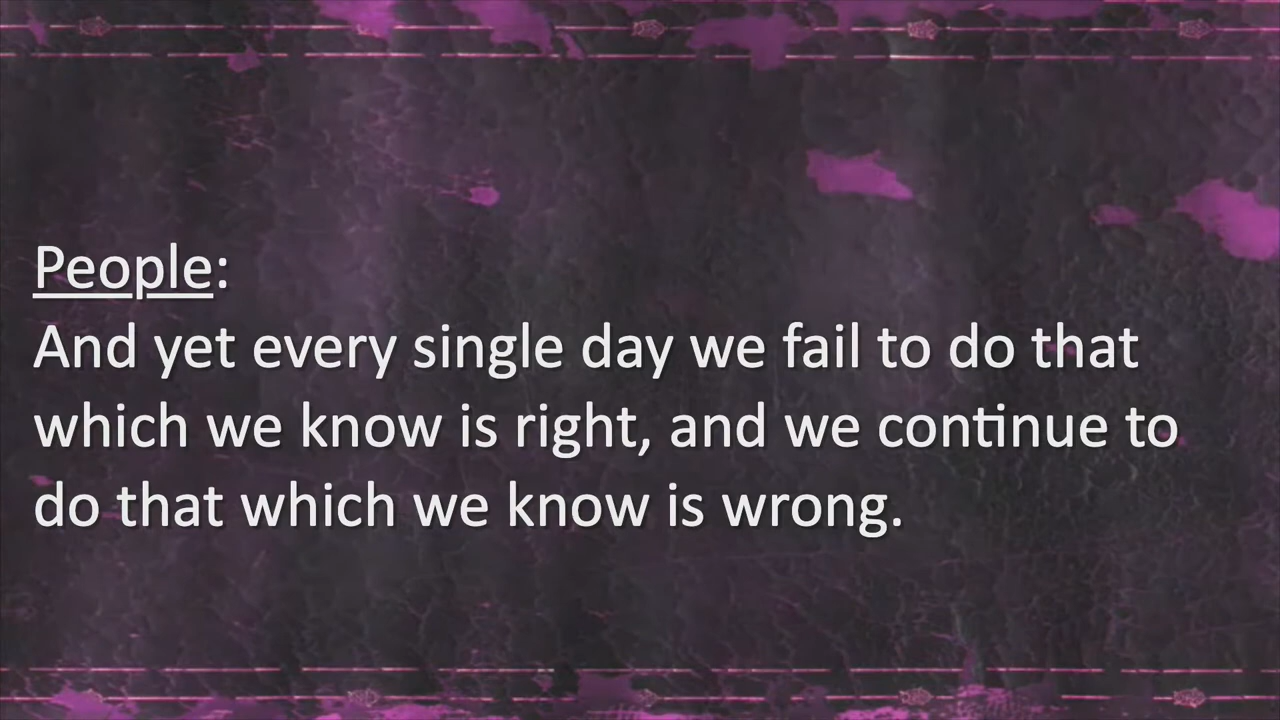 People:
And yet every single day we fail to do that
which we know is right, and we continue to
do that which we know is wrong.